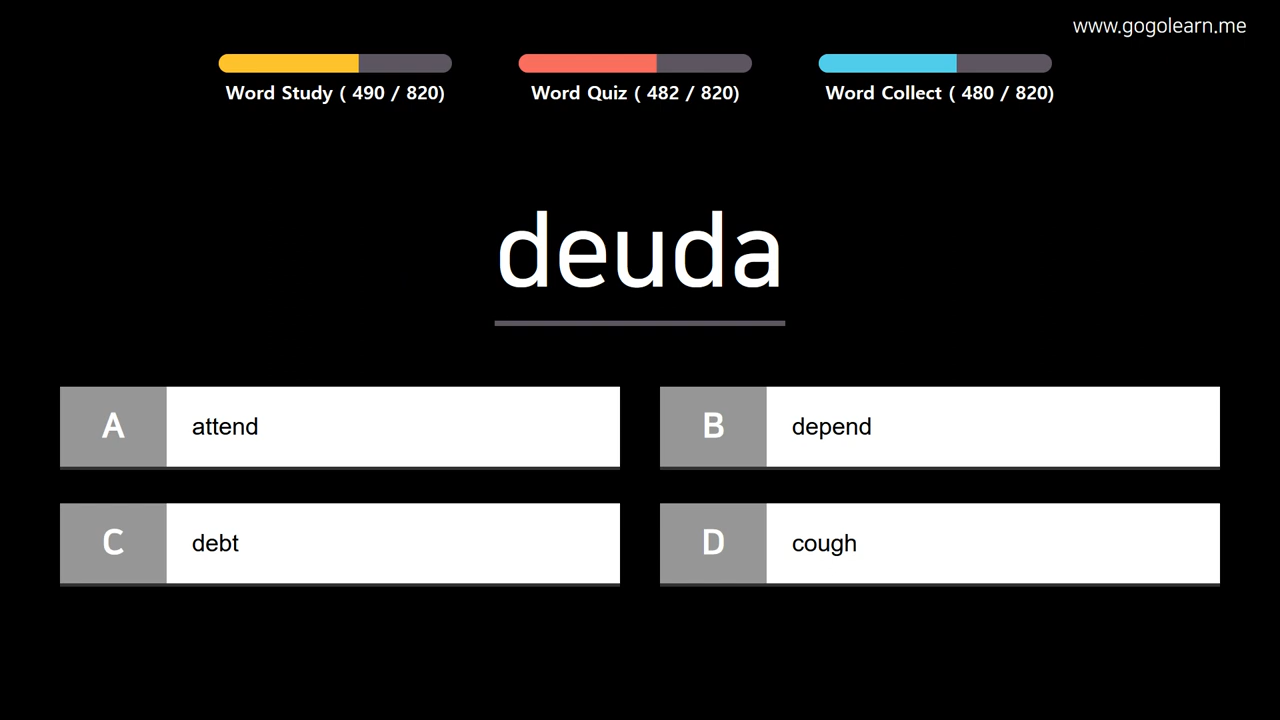 www.gogolearn.me
Word Study ( 490 / 820)
Word Quiz ( 482 / 820)
Word Collect ( 480 / 820)
deuda
A attend
B depend
C debt
D cough